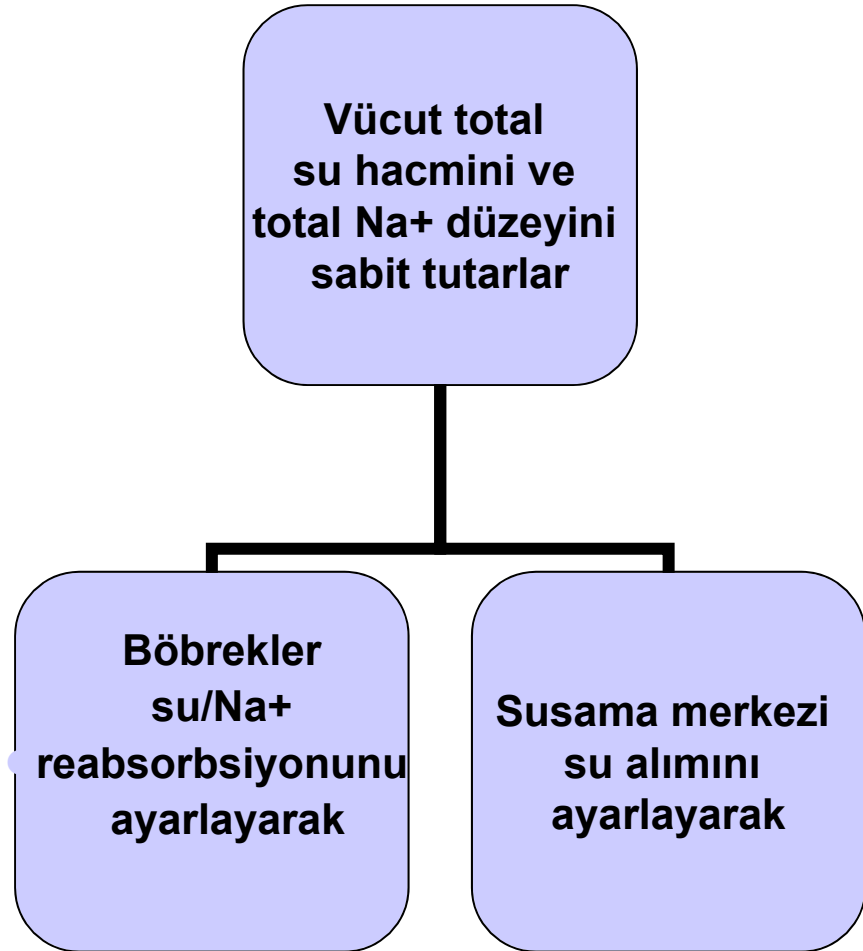 Vücut total
su hacmini ve
total Na+ düzeyini
sabit tutarlar
Böbrekler
su/Na+
reabsorbsiyonunu
ayarlayarak
Susama merkezi
su alımını
ayarlayarak